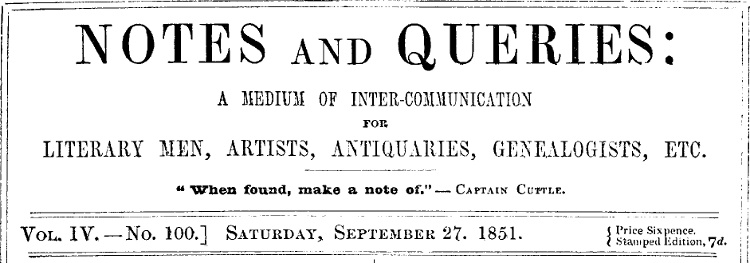 NOTES AND QUERIES:
A MEDIUM OF INTER-COMMUNICATION
FOR
LITERARY MEN, ARTISTS, ANTIQUARIES, GENEALOGISTS, ETC.
"When found, make a note of."—CAPTAIN CUTTLE.
VOL. IV.—No. 100.] SATURDAY, SEPTEMBER 27. 1851. { Price Sixpence.
{ Stamped Edition, 7d.